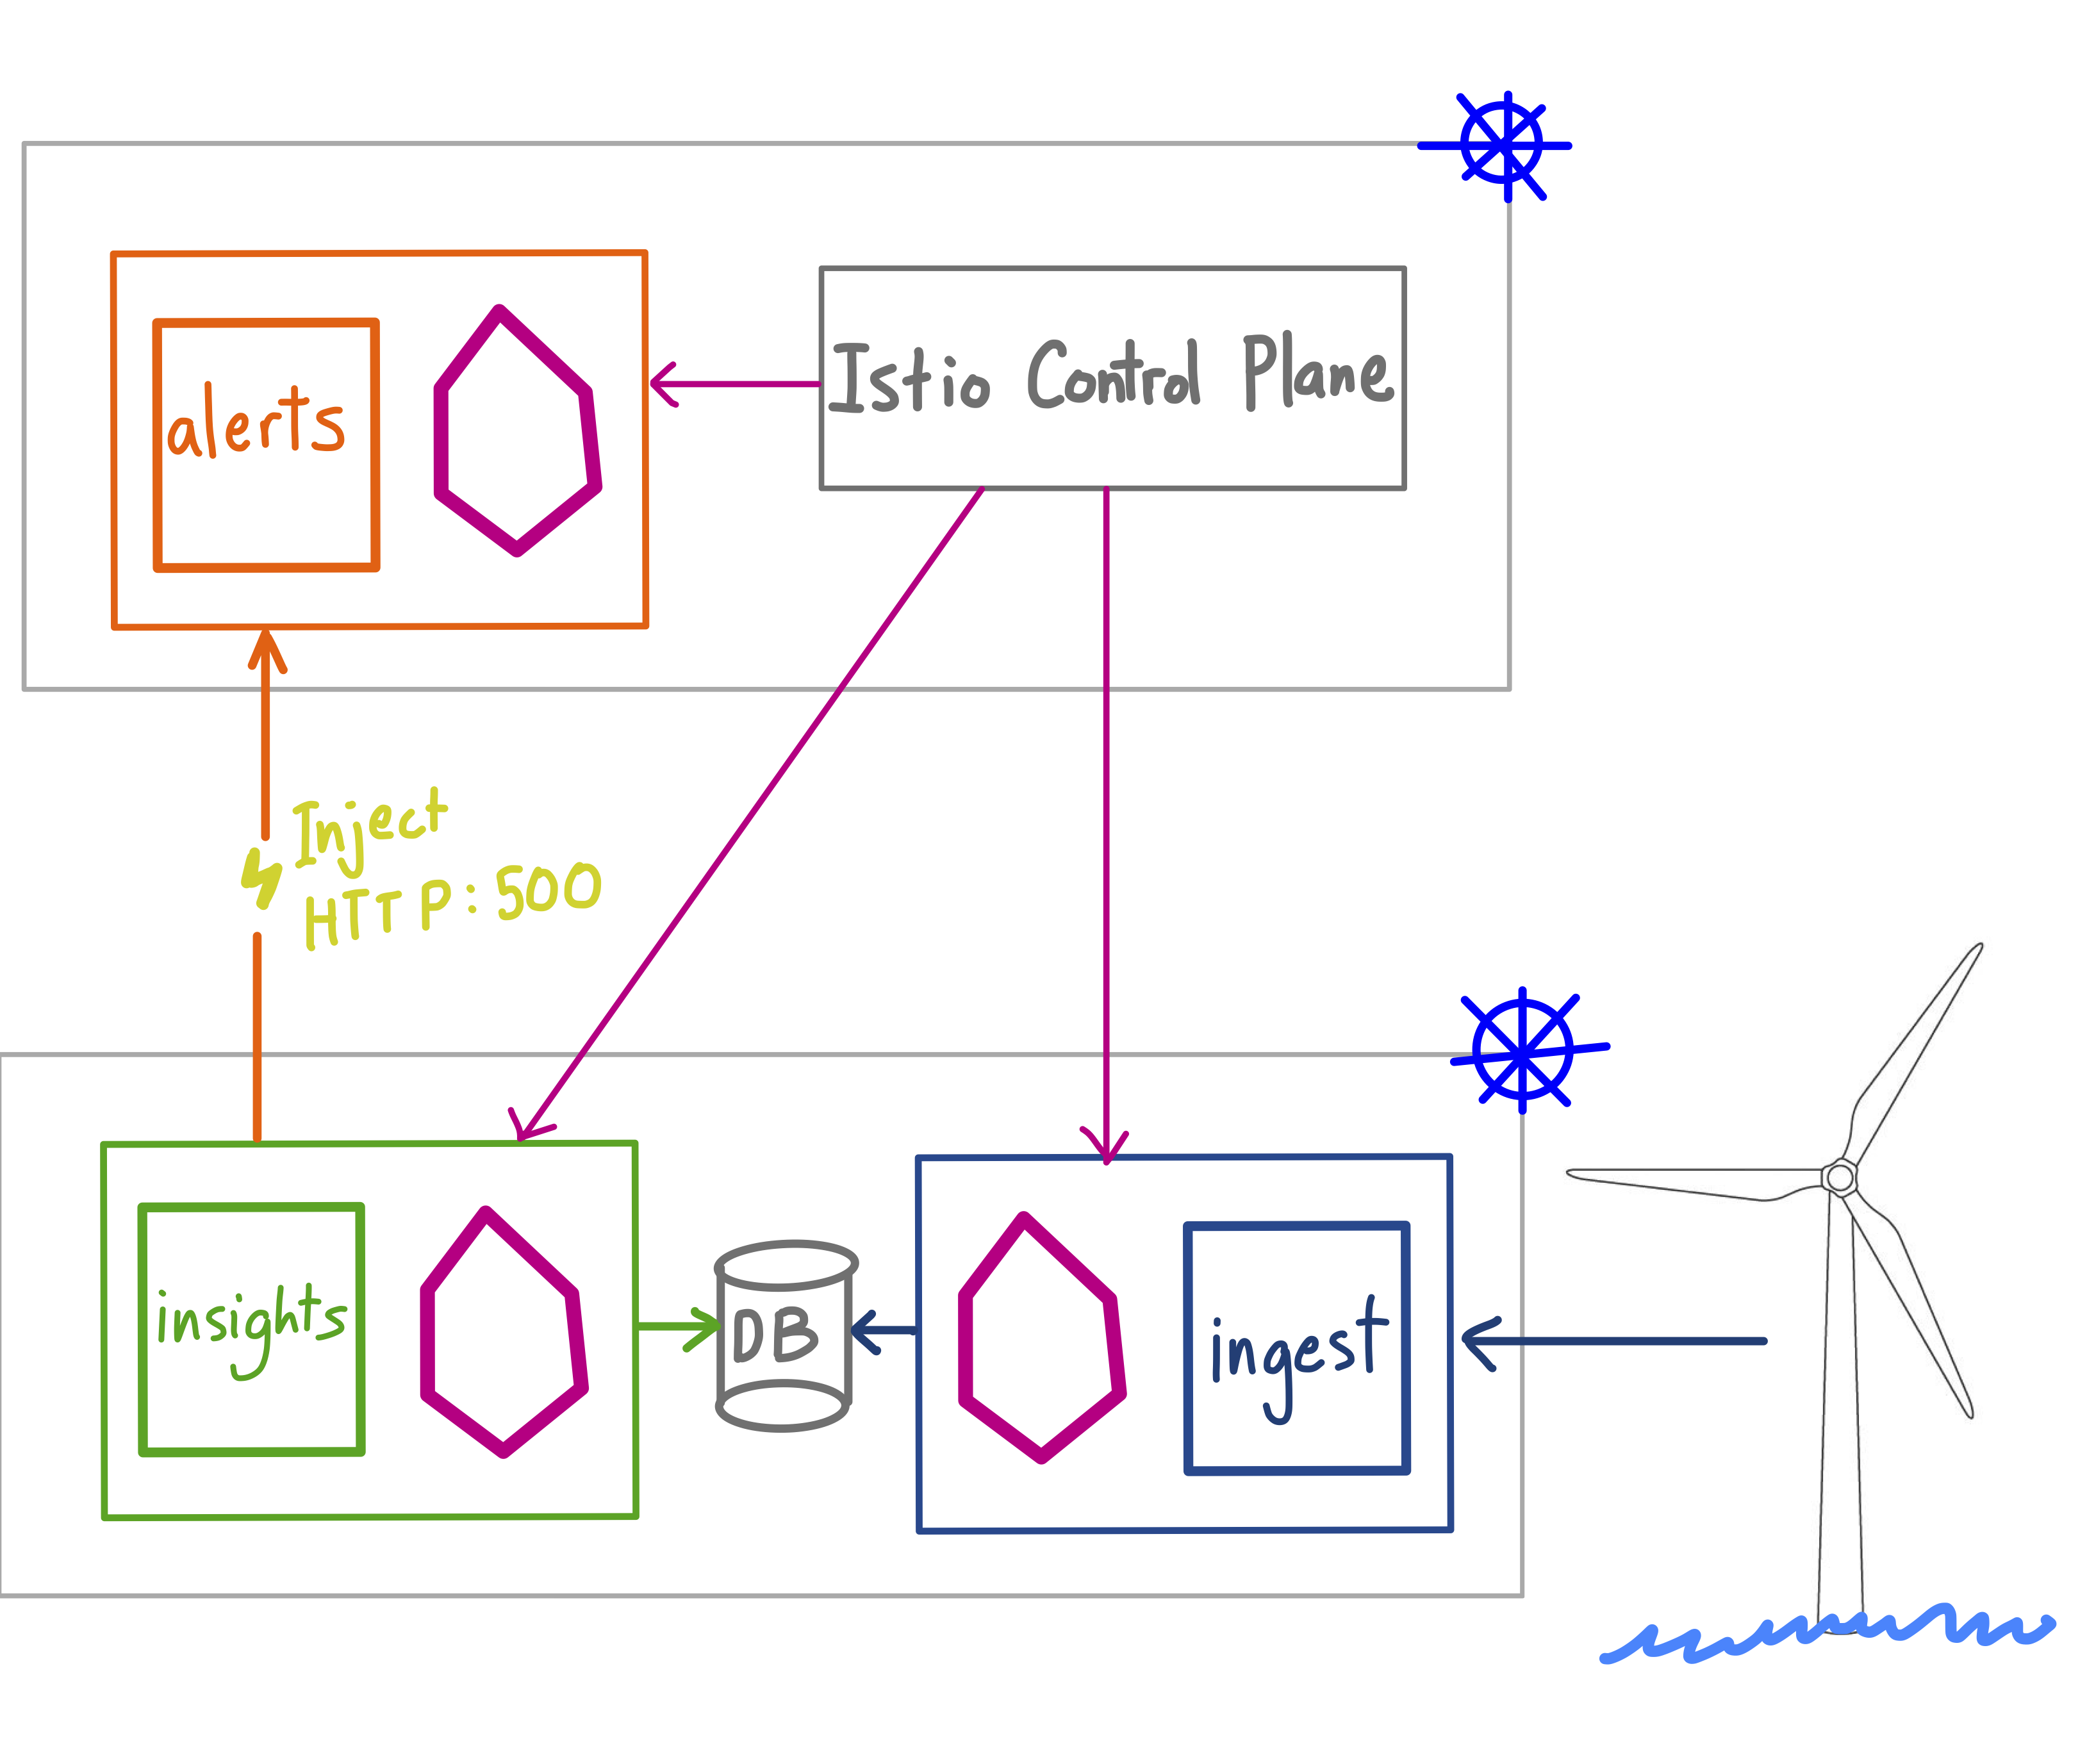 alerts
Istio Control Plane
Inject
HTTP:500
insights
DB
ingest